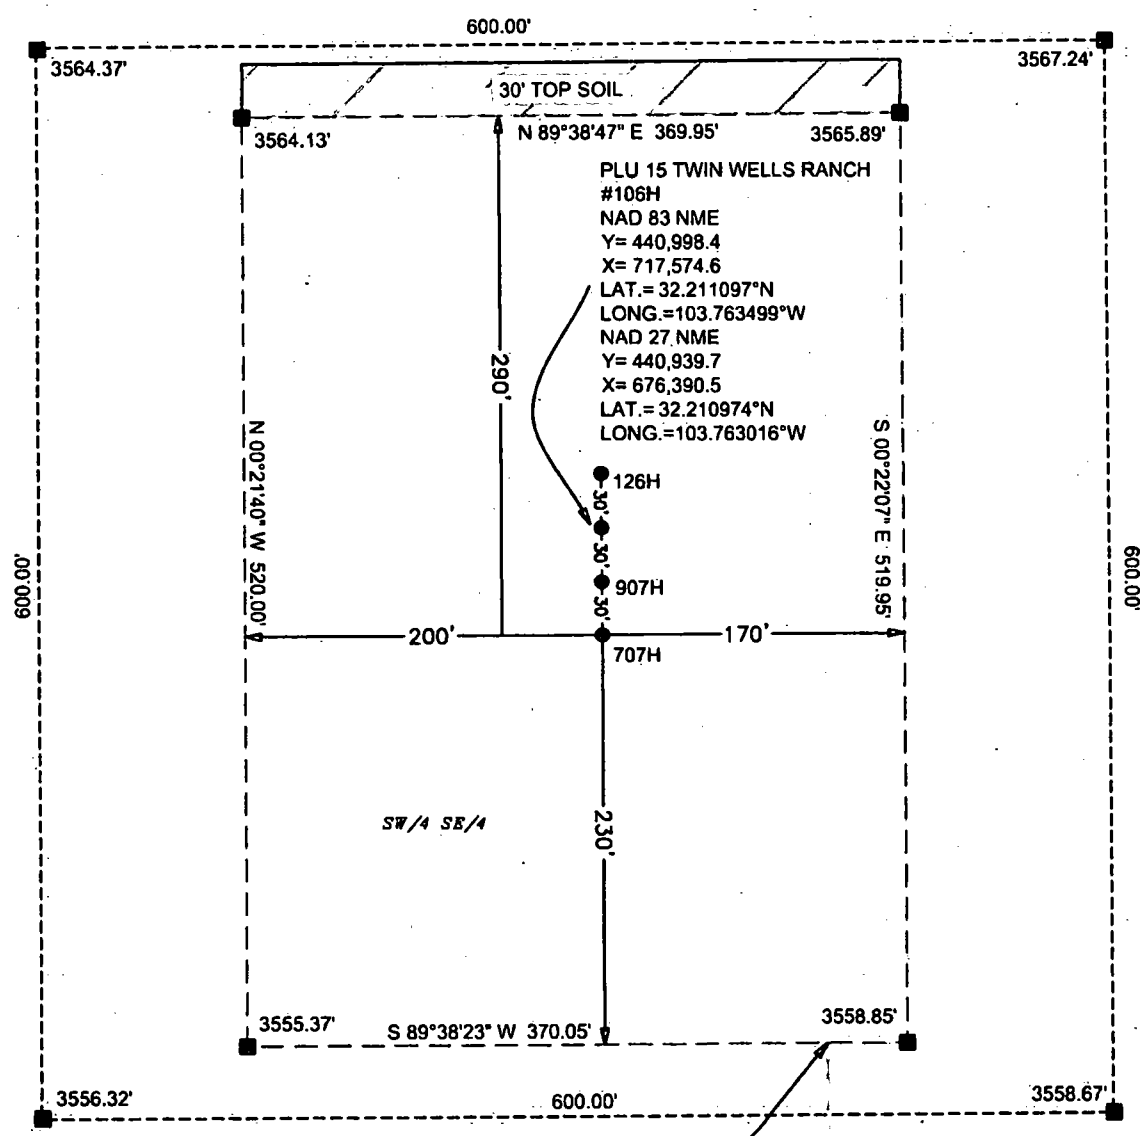 600.00'
3564.37'
3567.24'
30' TOP SOIL
3564.13'
N 89°38'47" E 369.95'
3565.89'
PLU 15 TWIN WELLS RANCH
#106H
NAD 83 NME
Y= 440,998.4
X= 717,574.6
LAT.= 32.211097°N
LONG.=103.763499°W
NAD 27 NME
Y= 440,939.7
X= 676,390.5
LAT.= 32.210974°N
LONG.=103.763016°W
290'
N 00°21'40" W 520.00'
S 00°22'07" E 519.95'
600.00'
600.00'
126H
30'
30'
907H
30'
200'
170'
707H
230'
SW/4 SE/4
3555.37'
S 89°38'23" W 370.05'
3558.85'
3556.32'
600.00'
3558.67'